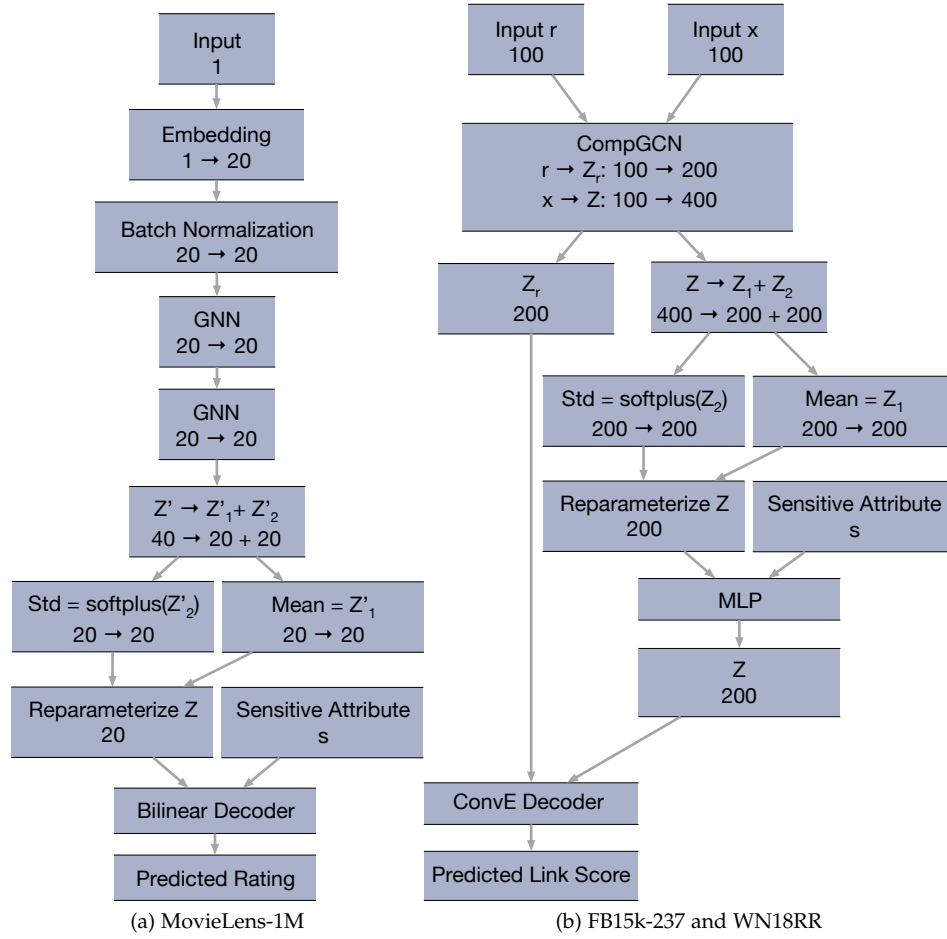 Input
1
Embedding
1 → 20
Batch Normalization
20 → 20
GNN
20 → 20
GNN
20 → 20
Z' → Z'₁+ Z'₂
40 → 20 + 20
Std = softplus(Z'₂)
20 → 20
Mean = Z'₁
20 → 20
Reparameterize Z
20
Sensitive Attribute
s
Bilinear Decoder
Predicted Rating
(a) MovieLens-1M
Input r
100
Input x
100
CompGCN
r → Zᵣ: 100 → 200
x → Z: 100 → 400
Zᵣ
200
Z → Z₁+ Z₂
400 → 200 + 200
Std = softplus(Z₂)
200 → 200
Mean = Z₁
200 → 200
Reparameterize Z
200
Sensitive Attribute
s
MLP
Z
200
ConvE Decoder
Predicted Link Score
(b) FB15k-237 and WN18RR